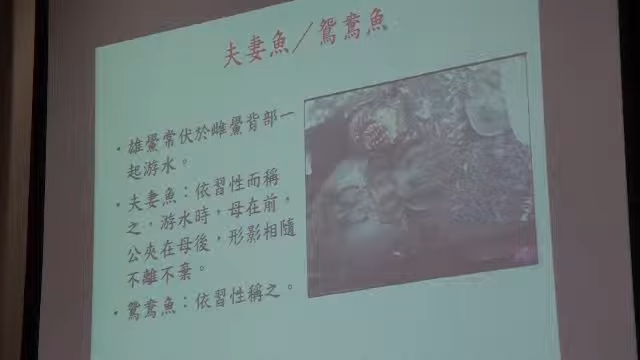 夫妻魚/鴛鴦魚
•雄鱟常伏於雌鱟背部一
起游水。
•夫妻魚：依習性而稱
之，游水時，母在前，
公夾在母後，形影相隨
不離不棄。
•鴛鴦魚：依習性稱之。